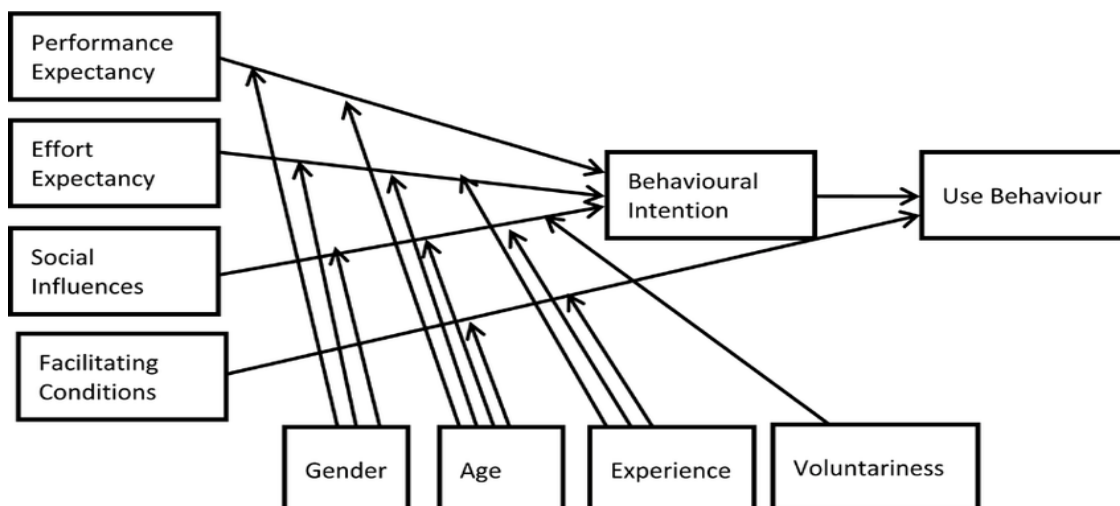 Performance
Expectancy
Effort
Expectancy
Social
Influences
Facilitating
Conditions
Behavioural
Intention
Use Behaviour
Gender
Age
Experience
Voluntariness